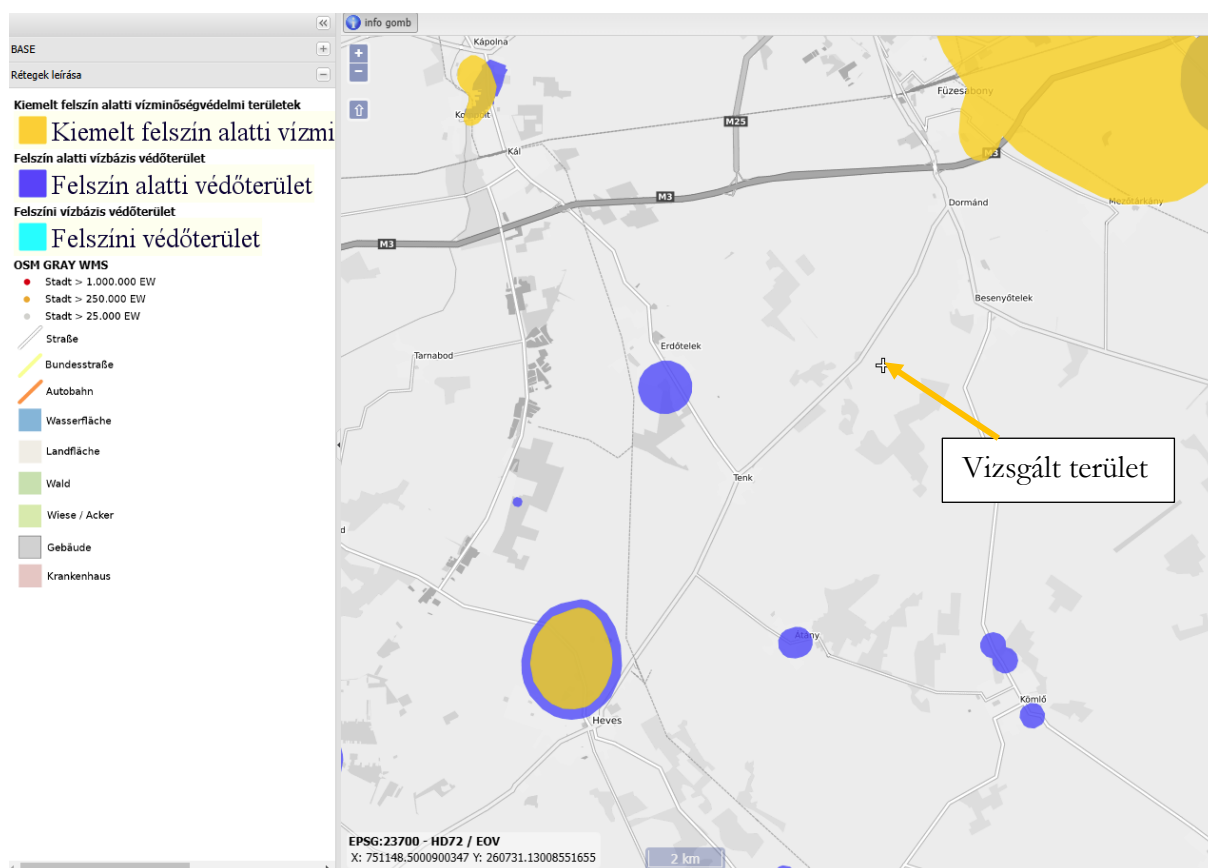 info gomb
BASE
Rétegek leírása
Kiemelt felszín alatti vízminőségvédelmi területek
Kiemelt felszín alatti vízmi
Felszín alatti vízbázis védőterület
Felszín alatti védőterület
Felszíni vízbázis védőterület
Felszíni védőterület
OSM GRAY WMS
Stadt > 1.000.000 EW
Stadt > 250.000 EW
Stadt > 25.000 EW
Straße
Bundesstraße
Autobahn
Wasserfläche
Landfläche
Wald
Wiese / Acker
Gebäude
Krankenhaus
Kápolna
Kompolt
Kál
Füzesabony
M25
M3
M3
M3
Dormánd
Mezőtárkány
Besenyőtelek
Erdőtelek
Tarnabod
Vizsgált terület
Tenk
d
Átány
Kömlő
Heves
EPSG:23700 - HD72 / EOV
X: 751148.5000900347 Y: 260731.13008551655
2 km